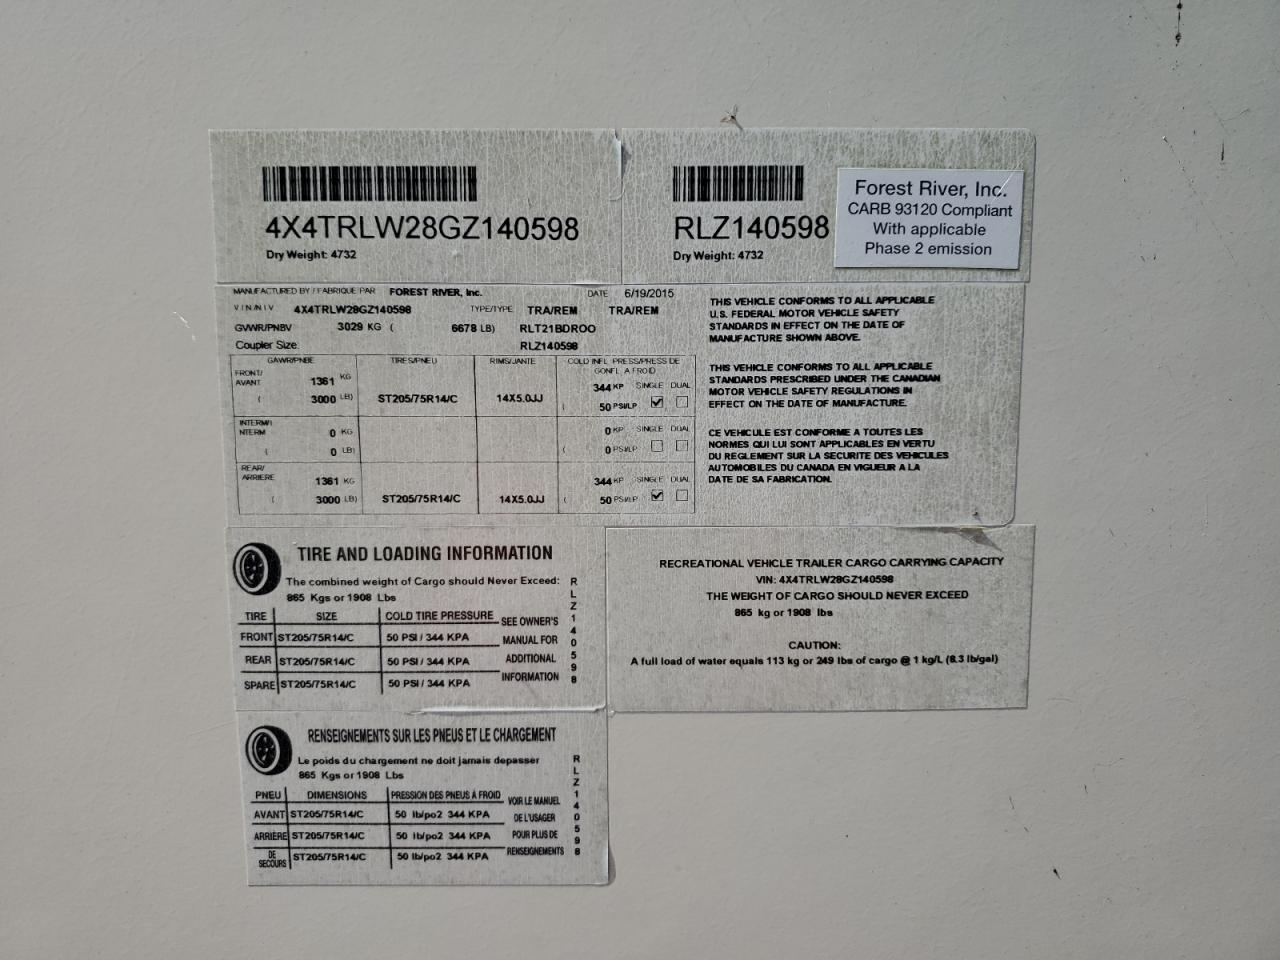 4X4TRLW28GZ140598
Dry Weight: 4732
RLZ140598
Dry Weight: 4732
Forest River, Inc.
CARB 93120 Compliant
With applicable
Phase 2 emission
MANUFACTURED BY / FABRIQUE PAR FOREST RIVER, Inc. DATE 6/19/2015
V I N / N I V 4X4TRLW28GZ140598 TYPE/TYPE TRA/REM TRA/REM
GVWR/PNBV 3029 KG ( 6678 LB) RLT21BDROO
Coupler Size: RLZ140598
GAWR/PNBE TIRES/PNEU RIMS/JANTE COLD INFL PRESS/PRESS DE
GONFL A FROID
FRONT/
AVANT 1361 KG 344 KP SINGLE DUAL
( 3000 LB) ST205/75R14/C 14X5.0JJ ( 50 PSI/LP
INTERM/I
NTERM 0 KG 0 KP SINGLE DUAL
( 0 LB) ( 0 PSI/LP
REAR/
ARRIERE 1361 KG 344 KP SINGLE DUAL
( 3000 LB) ST205/75R14/C 14X5.0JJ ( 50 PSI/LP
THIS VEHICLE CONFORMS TO ALL APPLICABLE
U.S. FEDERAL MOTOR VEHICLE SAFETY
STANDARDS IN EFFECT ON THE DATE OF
MANUFACTURE SHOWN ABOVE.
THIS VEHICLE CONFORMS TO ALL APPLICABLE
STANDARDS PRESCRIBED UNDER THE CANADIAN
MOTOR VEHICLE SAFETY REGULATIONS IN
EFFECT ON THE DATE OF MANUFACTURE.
CE VEHICULE EST CONFORME A TOUTES LES
NORMES QUI LUI SONT APPLICABLES EN VERTU
DU REGLEMENT SUR LA SECURITE DES VEHICULES
AUTOMOBILES DU CANADA EN VIGUEUR A LA
DATE DE SA FABRICATION.
TIRE AND LOADING INFORMATION
The combined weight of Cargo should Never Exceed:
865 Kgs or 1908 Lbs
TIRE SIZE COLD TIRE PRESSURE
FRONT ST205/75R14/C 50 PSI / 344 KPA
REAR ST205/75R14/C 50 PSI / 344 KPA
SPARE ST205/75R14/C 50 PSI / 344 KPA
SEE OWNER'S
MANUAL FOR
ADDITIONAL
INFORMATION
RLZ140598
RECREATIONAL VEHICLE TRAILER CARGO CARRYING CAPACITY
VIN: 4X4TRLW28GZ140598
THE WEIGHT OF CARGO SHOULD NEVER EXCEED
865 kg or 1908 lbs
CAUTION:
A full load of water equals 113 kg or 249 lbs of cargo @ 1 kg/L (8.3 lb/gal)
RENSEIGNEMENTS SUR LES PNEUS ET LE CHARGEMENT
Le poids du chargement ne doit jamais depasser
865 Kgs or 1908 Lbs
PNEU DIMENSIONS PRESSION DES PNEUS À FROID
AVANT ST205/75R14/C 50 lb/po2 344 KPA
ARRIÈRE ST205/75R14/C 50 lb/po2 344 KPA
DE
SECOURS ST205/75R14/C 50 lb/po2 344 KPA
VOIR LE MANUEL
DE L'USAGER
POUR PLUS DE
RENSEIGNEMENTS
RLZ140598